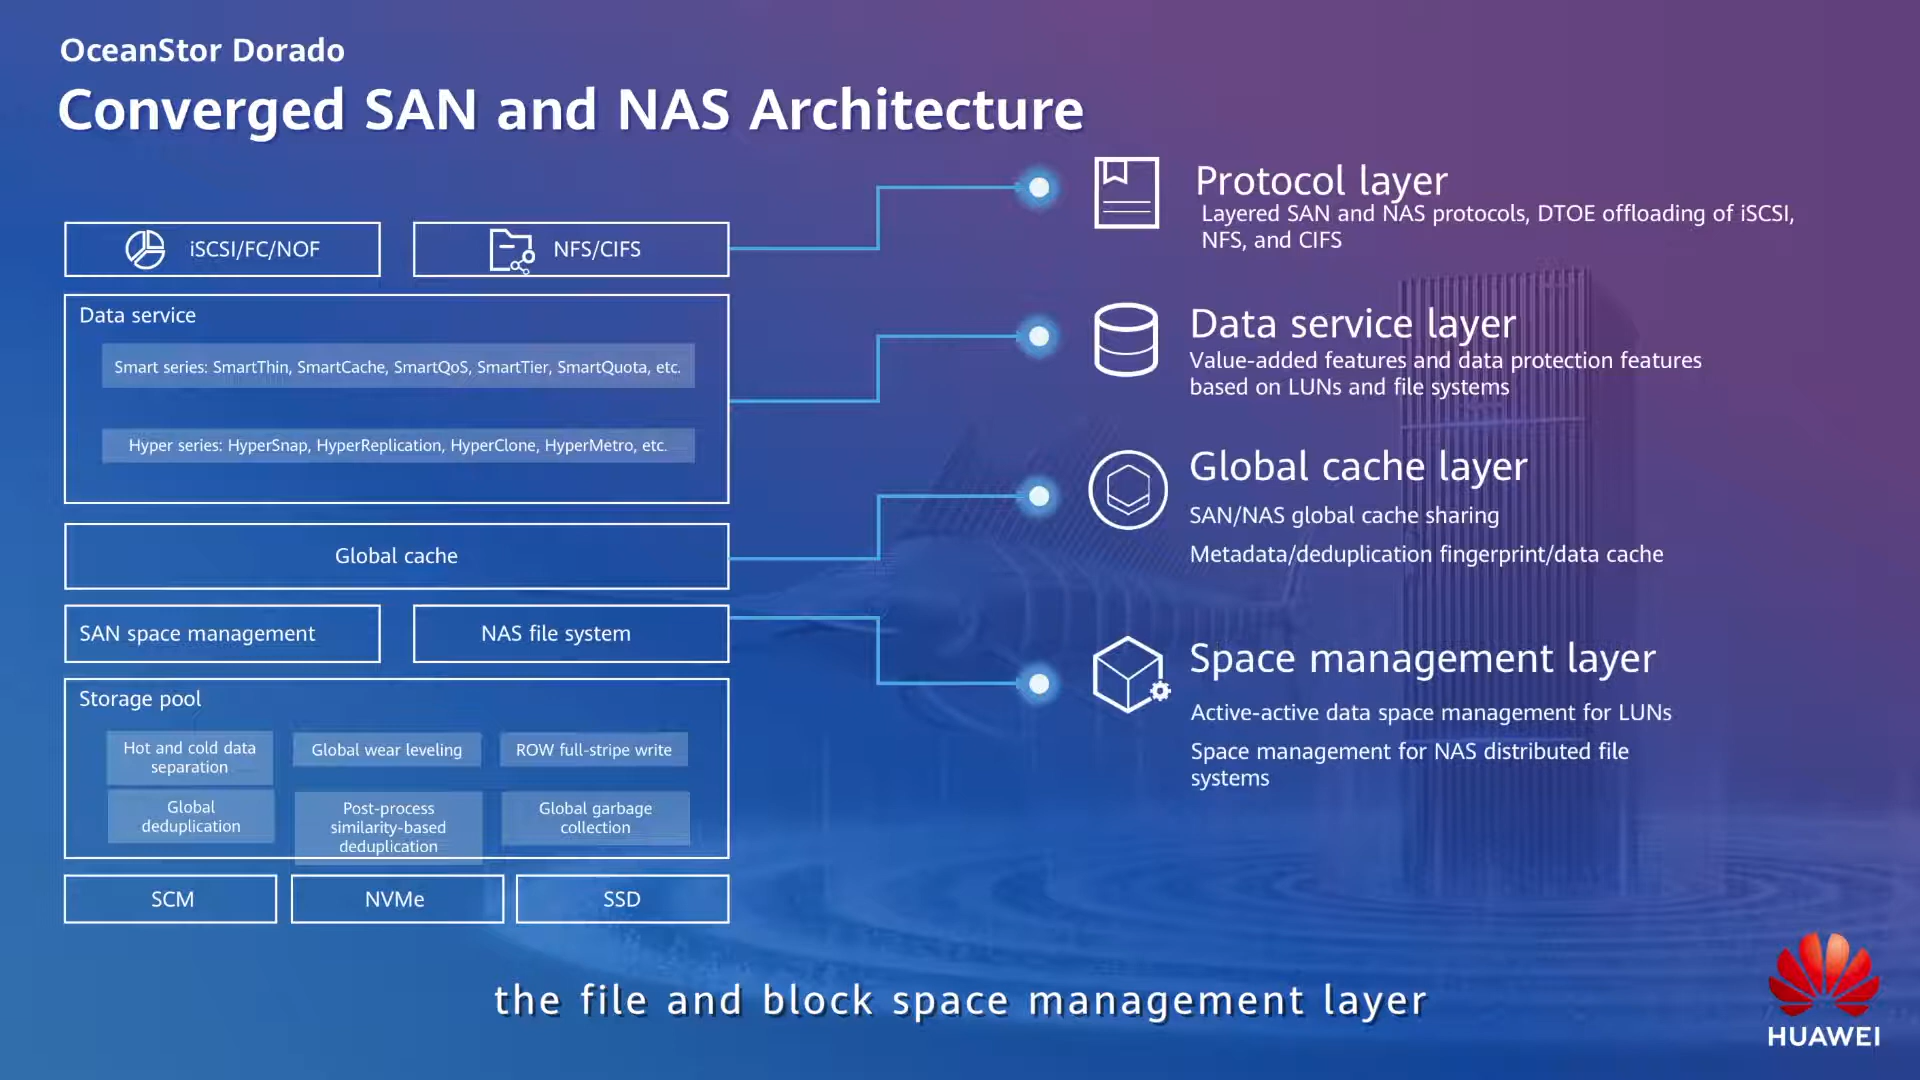 OceanStor Dorado
Converged SAN and NAS Architecture
iSCSI/FC/NOF
NFS/CIFS
Data service
Smart series: SmartThin, SmartCache, SmartQoS, SmartTier, SmartQuota, etc.
Hyper series: HyperSnap, HyperReplication, HyperClone, HyperMetro, etc.
Global cache
SAN space management
NAS file system
Storage pool
Hot and cold data
separation
Global wear leveling
ROW full-stripe write
Global
deduplication
Post-process
similarity-based
deduplication
Global garbage
collection
SCM
NVMe
SSD
Protocol layer
Layered SAN and NAS protocols, DTOE offloading of iSCSI,
NFS, and CIFS
Data service layer
Value-added features and data protection features
based on LUNs and file systems
Global cache layer
SAN/NAS global cache sharing
Metadata/deduplication fingerprint/data cache
Space management layer
Active-active data space management for LUNs
Space management for NAS distributed file
systems
the file and block space management layer
HUAWEI